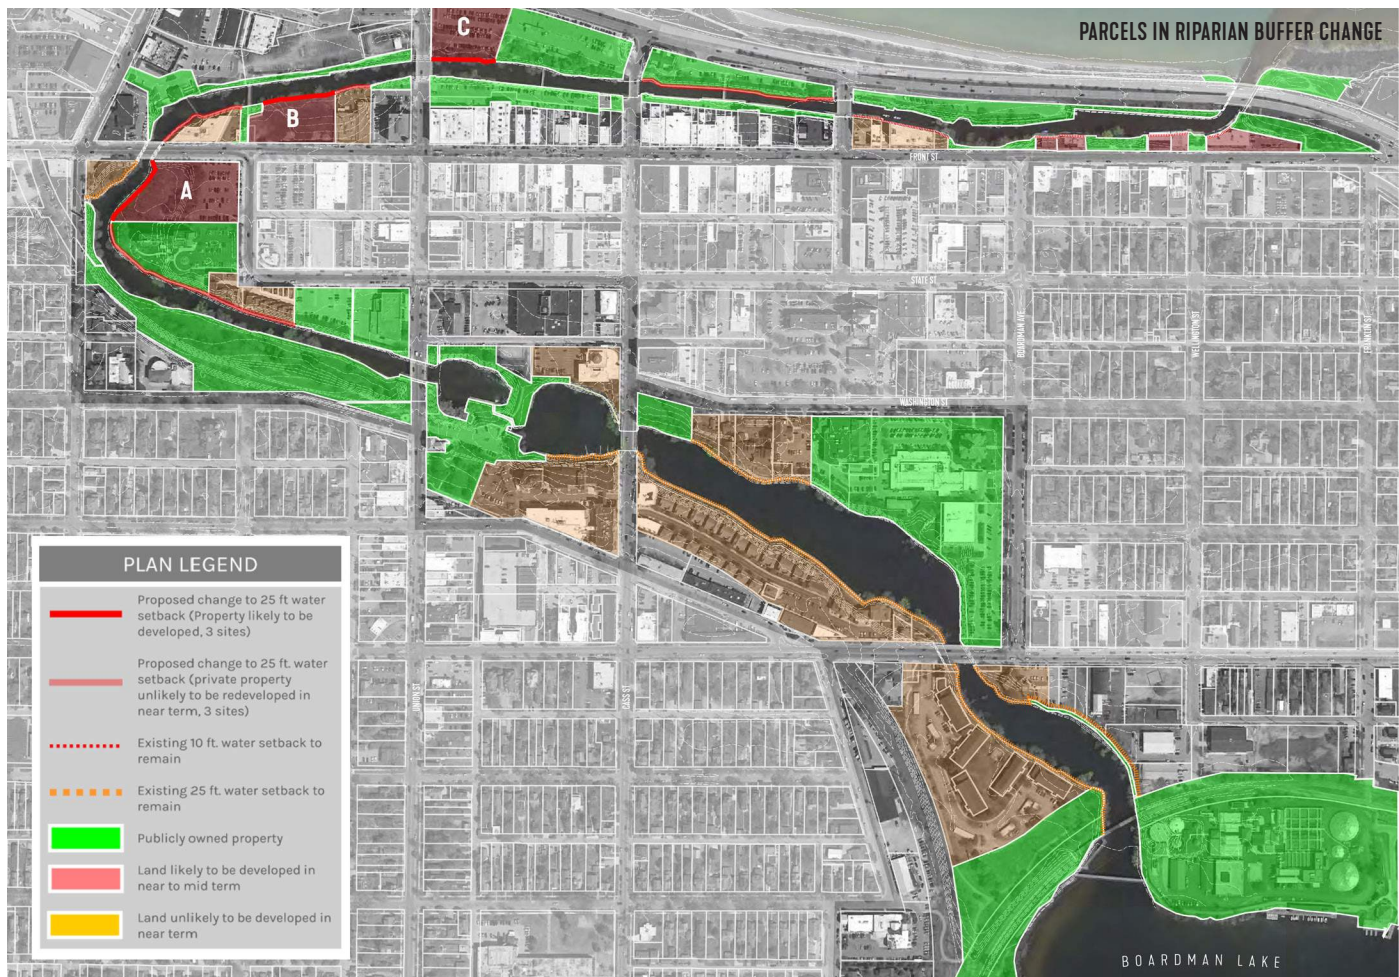 PARCELS IN RIPARIAN BUFFER CHANGE
C
B
A
FRONT ST.
STATE ST.
BOARDMAN AVE.
WELLINGTON ST.
FRANKLIN ST.
WASHINGTON ST.
UNION ST.
CASS ST.
PLAN LEGEND
Proposed change to 25 ft water
setback (Property likely to be
developed, 3 sites)
Proposed change to 25 ft. water
setback (private property
unlikely to be redeveloped in
near term, 3 sites)
Existing 10 ft. water setback to
remain
Existing 25 ft. water setback to
remain
Publicly owned property
Land likely to be developed in
near to mid term
Land unlikely to be developed in
near term
BOARDMAN LAKE